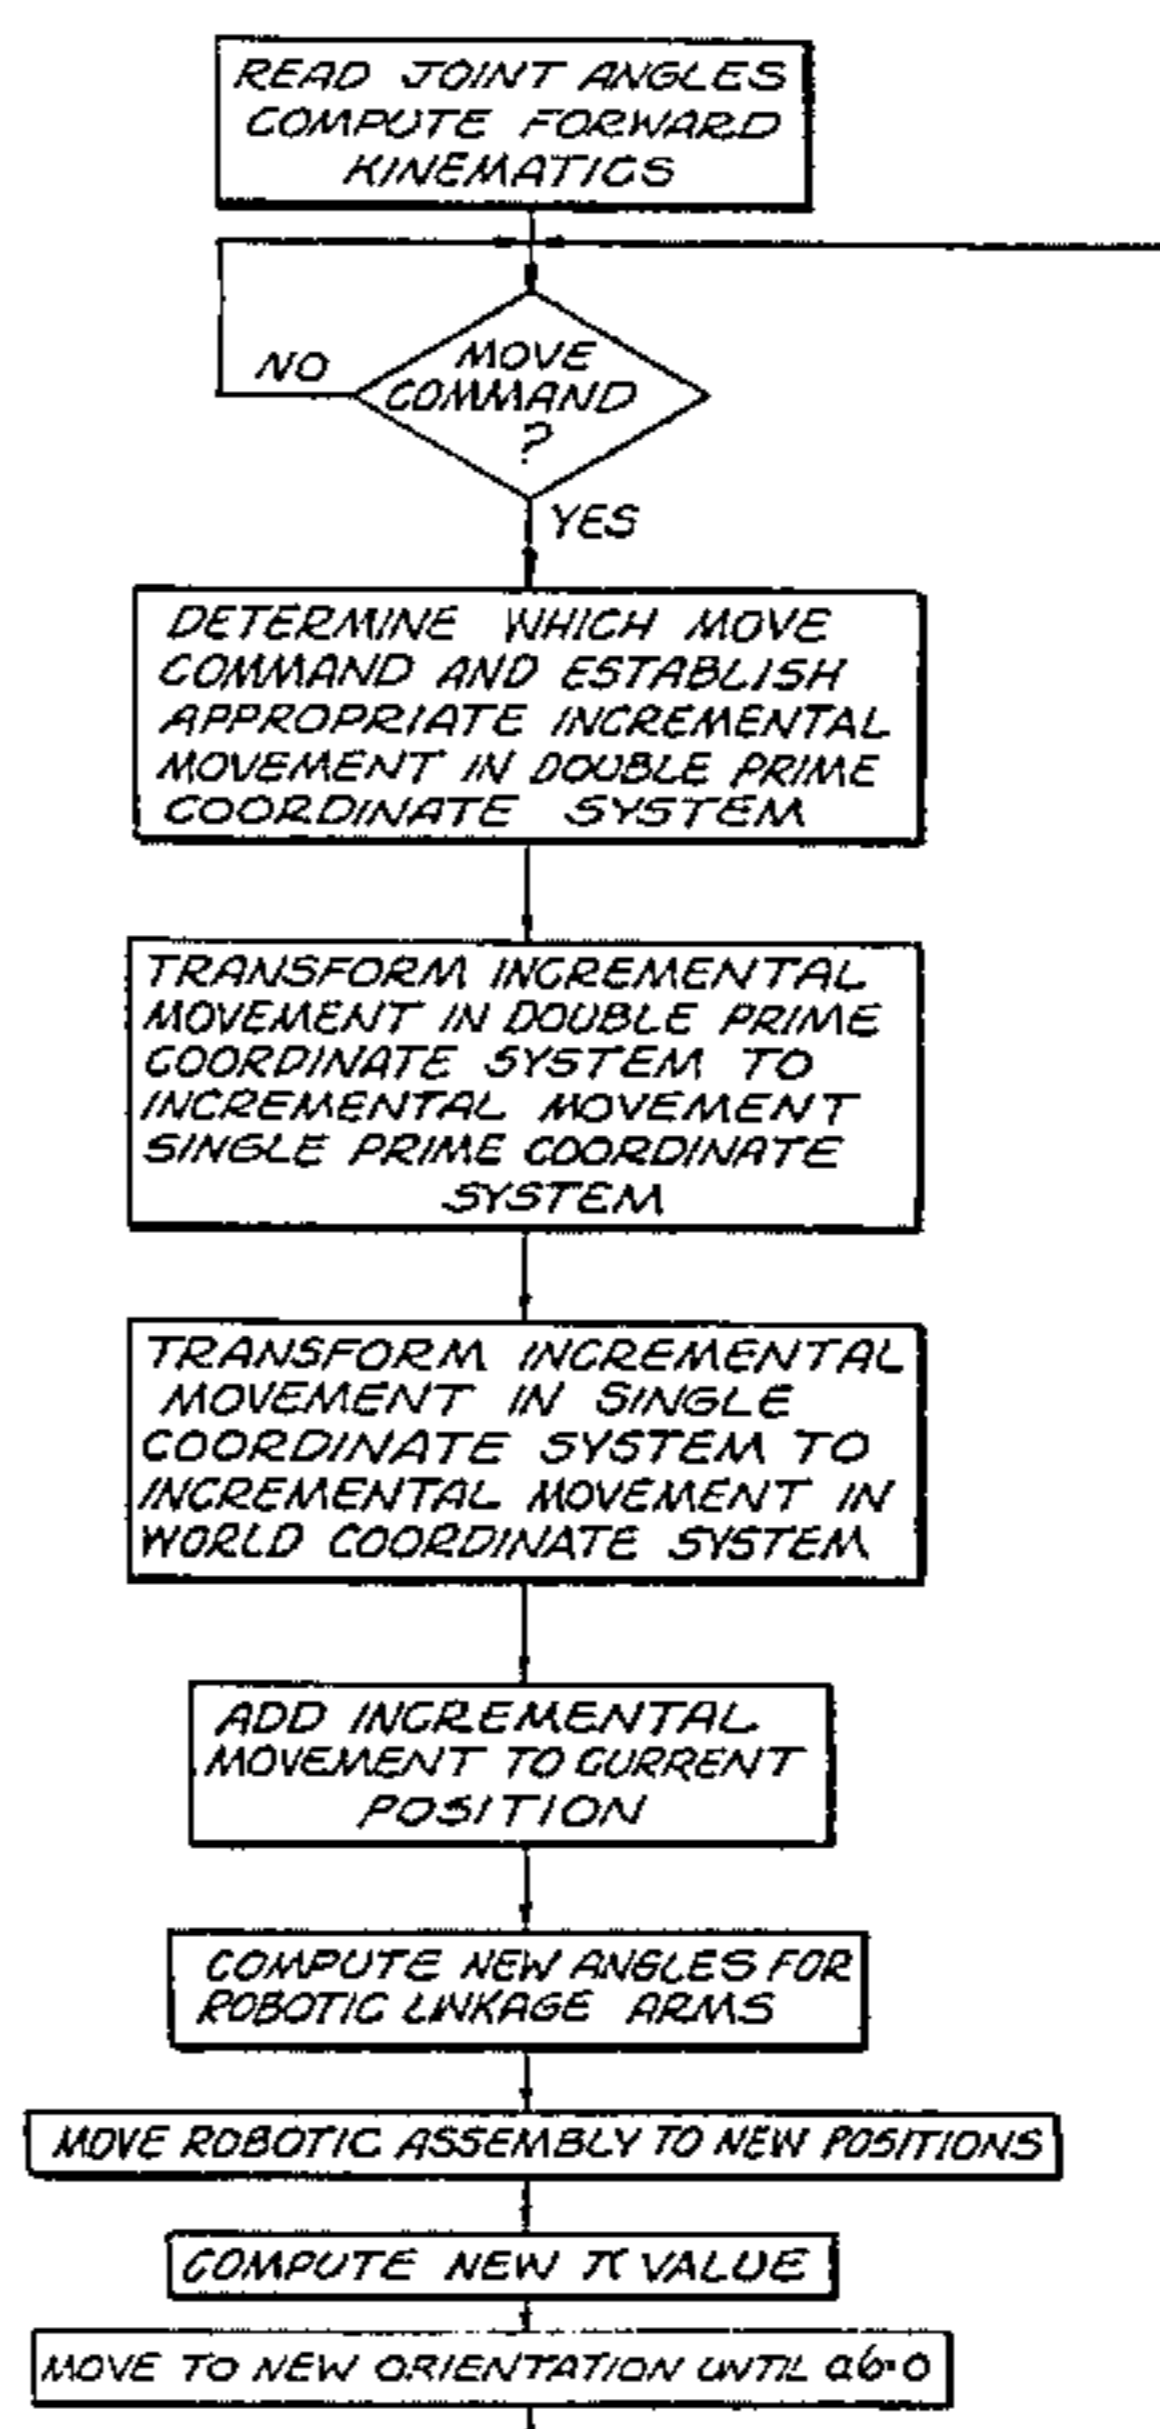 READ JOINT ANGLES
COMPUTE FORWARD
KINEMATICS
NO
MOVE
COMMAND
?
YES
DETERMINE WHICH MOVE
COMMAND AND ESTABLISH
APPROPRIATE INCREMENTAL
MOVEMENT IN DOUBLE PRIME
COORDINATE SYSTEM
TRANSFORM INCREMENTAL
MOVEMENT IN DOUBLE PRIME
COORDINATE SYSTEM TO
INCREMENTAL MOVEMENT
SINGLE PRIME COORDINATE
SYSTEM
TRANSFORM INCREMENTAL
MOVEMENT IN SINGLE
COORDINATE SYSTEM TO
INCREMENTAL MOVEMENT IN
WORLD COORDINATE SYSTEM
ADD INCREMENTAL
MOVEMENT TO CURRENT
POSITION
COMPUTE NEW ANGLES FOR
ROBOTIC LINKAGE ARMS
MOVE ROBOTIC ASSEMBLY TO NEW POSITIONS
COMPUTE NEW π VALUE
MOVE TO NEW ORIENTATION UNTIL